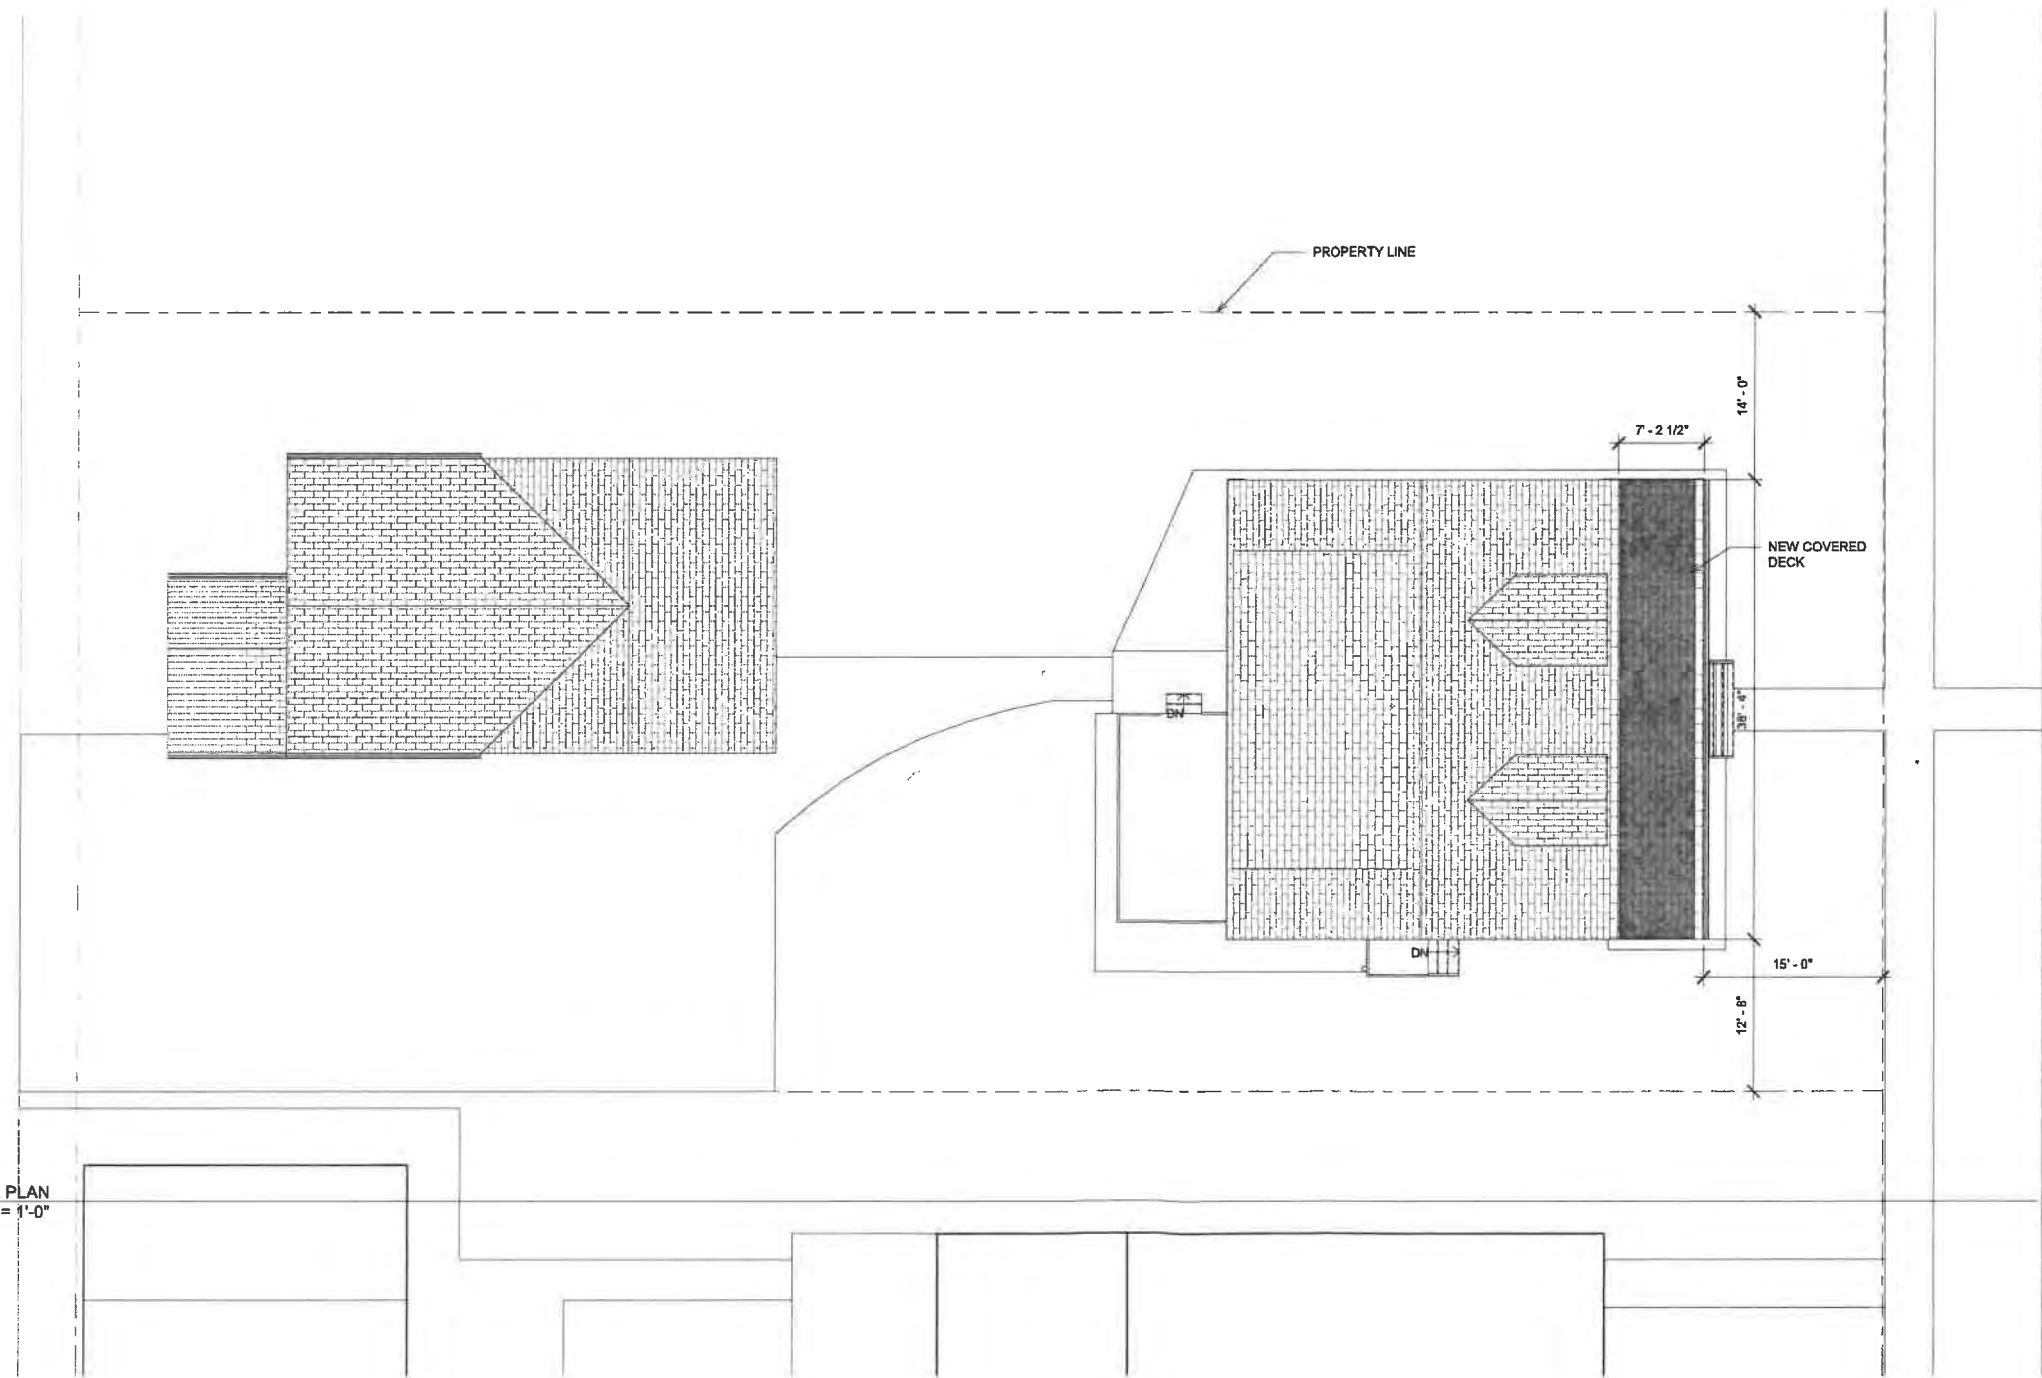 PROPERTY LINE
14' - 0"
7' - 2 1/2"
NEW COVERED
DECK
38' - 4"
DN
DN
15' - 0"
12' - 8"
PLAN
= 1'-0"